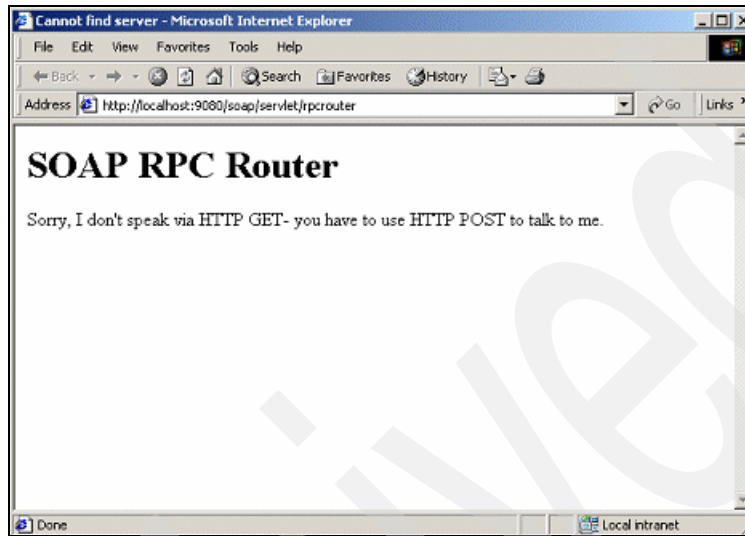 Cannot find server - Microsoft Internet Explorer
File Edit View Favorites Tools Help
Back Search Favorites History
Address http://localhost:9080/soap/servlet/rpcrouter Go Links
SOAP RPC Router
Sorry, I don't speak via HTTP GET- you have to use HTTP POST to talk to me.
Done Local intranet